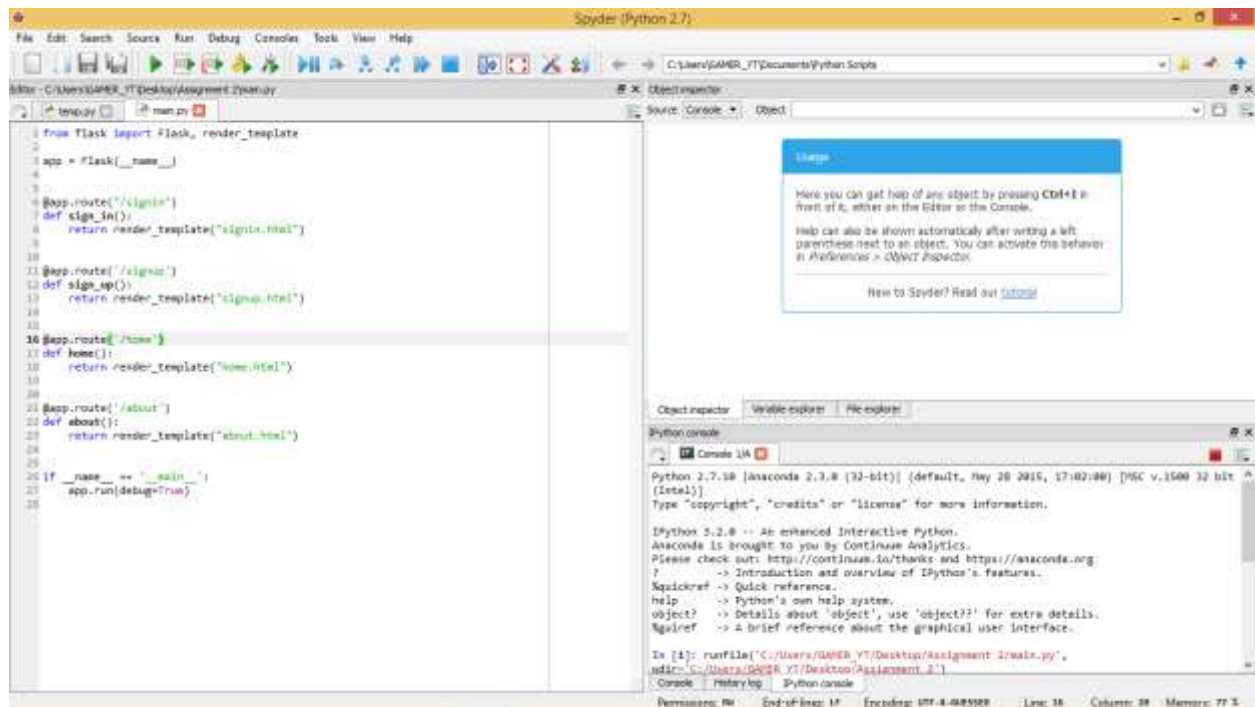 Spyder (Python 2.7)
File Edit Search Source Run Debug Consoles Tools View Help
C:\Users\GAMER_YT\Documents\Python Scripts
Editor - C:\Users\GAMER_YT\Desktop\Assignment 2\main.py
temp.py main.py
1 from flask import Flask, render_template
2
3 app = Flask(__name__)
4
5
6 @app.route("/signin")
7 def sign_in():
8 return render_template("signin.html")
9
10
11 @app.route('/signup')
12 def sign_up():
13 return render_template("signup.html")
14
15
16 @app.route('/home')
17 def home():
18 return render_template("home.html")
19
20
21 @app.route('/about')
22 def about():
23 return render_template("about.html")
24
25
26 if __name__ == '__main__':
27 app.run(debug=True)
28
Object inspector
Source Console Object
Usage
Here you can get help of any object by pressing Ctrl+I in
front of it, either on the Editor or the Console.
Help can also be shown automatically after writing a left
parenthese next to an object. You can activate this behavior
in Preferences > Object Inspector.
New to Spyder? Read our tutorial
Object inspector Variable explorer File explorer
IPython console
Console 1/A
Python 2.7.10 |Anaconda 2.3.0 (32-bit)| (default, May 28 2015, 17:02:00) [MSC v.1500 32 bit
(Intel)]
Type "copyright", "credits" or "license" for more information.
IPython 3.2.0 -- An enhanced Interactive Python.
Anaconda is brought to you by Continuum Analytics.
Please check out: http://continuum.io/thanks and https://anaconda.org
? -> Introduction and overview of IPython's features.
%quickref -> Quick reference.
help -> Python's own help system.
object? -> Details about 'object', use 'object??' for extra details.
%guiref -> A brief reference about the graphical user interface.
In [1]: runfile('C:/Users/GAMER_YT/Desktop/Assignment 2/main.py',
wdir='C:/Users/GAMER_YT/Desktop/Assignment 2')
Console History log IPython console
Permissions: RW End-of-lines: LF Encoding: UTF-8-GUESSED Line: 16 Column: 20 Memory: 77 %